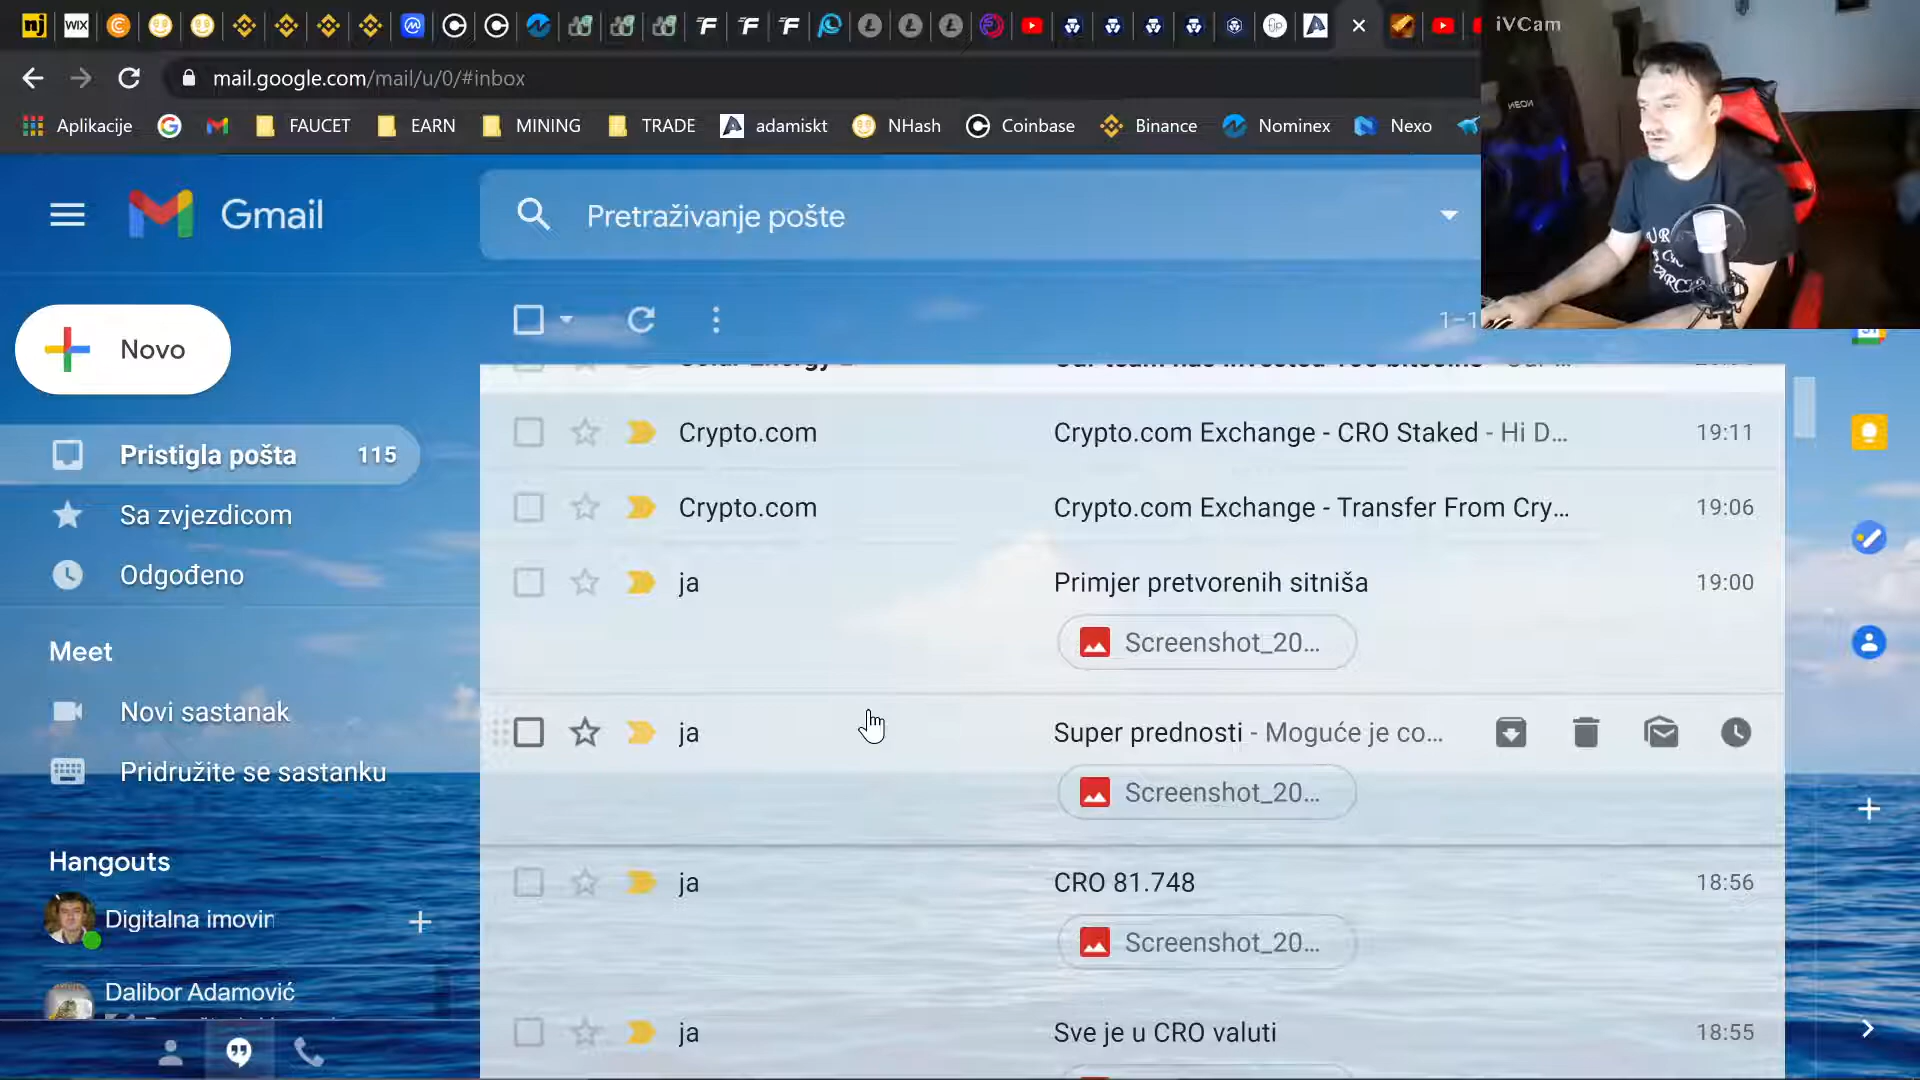 iVCam
mail.google.com/mail/u/0/#inbox
Aplikacije
FAUCET
EARN
MINING
TRADE
adamiskt
NHash
Coinbase
Binance
Nominex
Nexo
Gmail
Pretraživanje pošte
Novo
Pristigla pošta 115
Sa zvjezdicom
Odgođeno
Meet
Novi sastanak
Pridružite se sastanku
Hangouts
Digitalna imovin
Dalibor Adamović
Crypto.com Crypto.com Exchange - CRO Staked - Hi D... 19:11
Crypto.com Crypto.com Exchange - Transfer From Cry... 19:06
ja Primjer pretvorenih sitniša 19:00
Screenshot_20...
ja Super prednosti - Moguće je co...
Screenshot_20...
ja CRO 81.748 18:56
Screenshot_20...
ja Sve je u CRO valuti 18:55